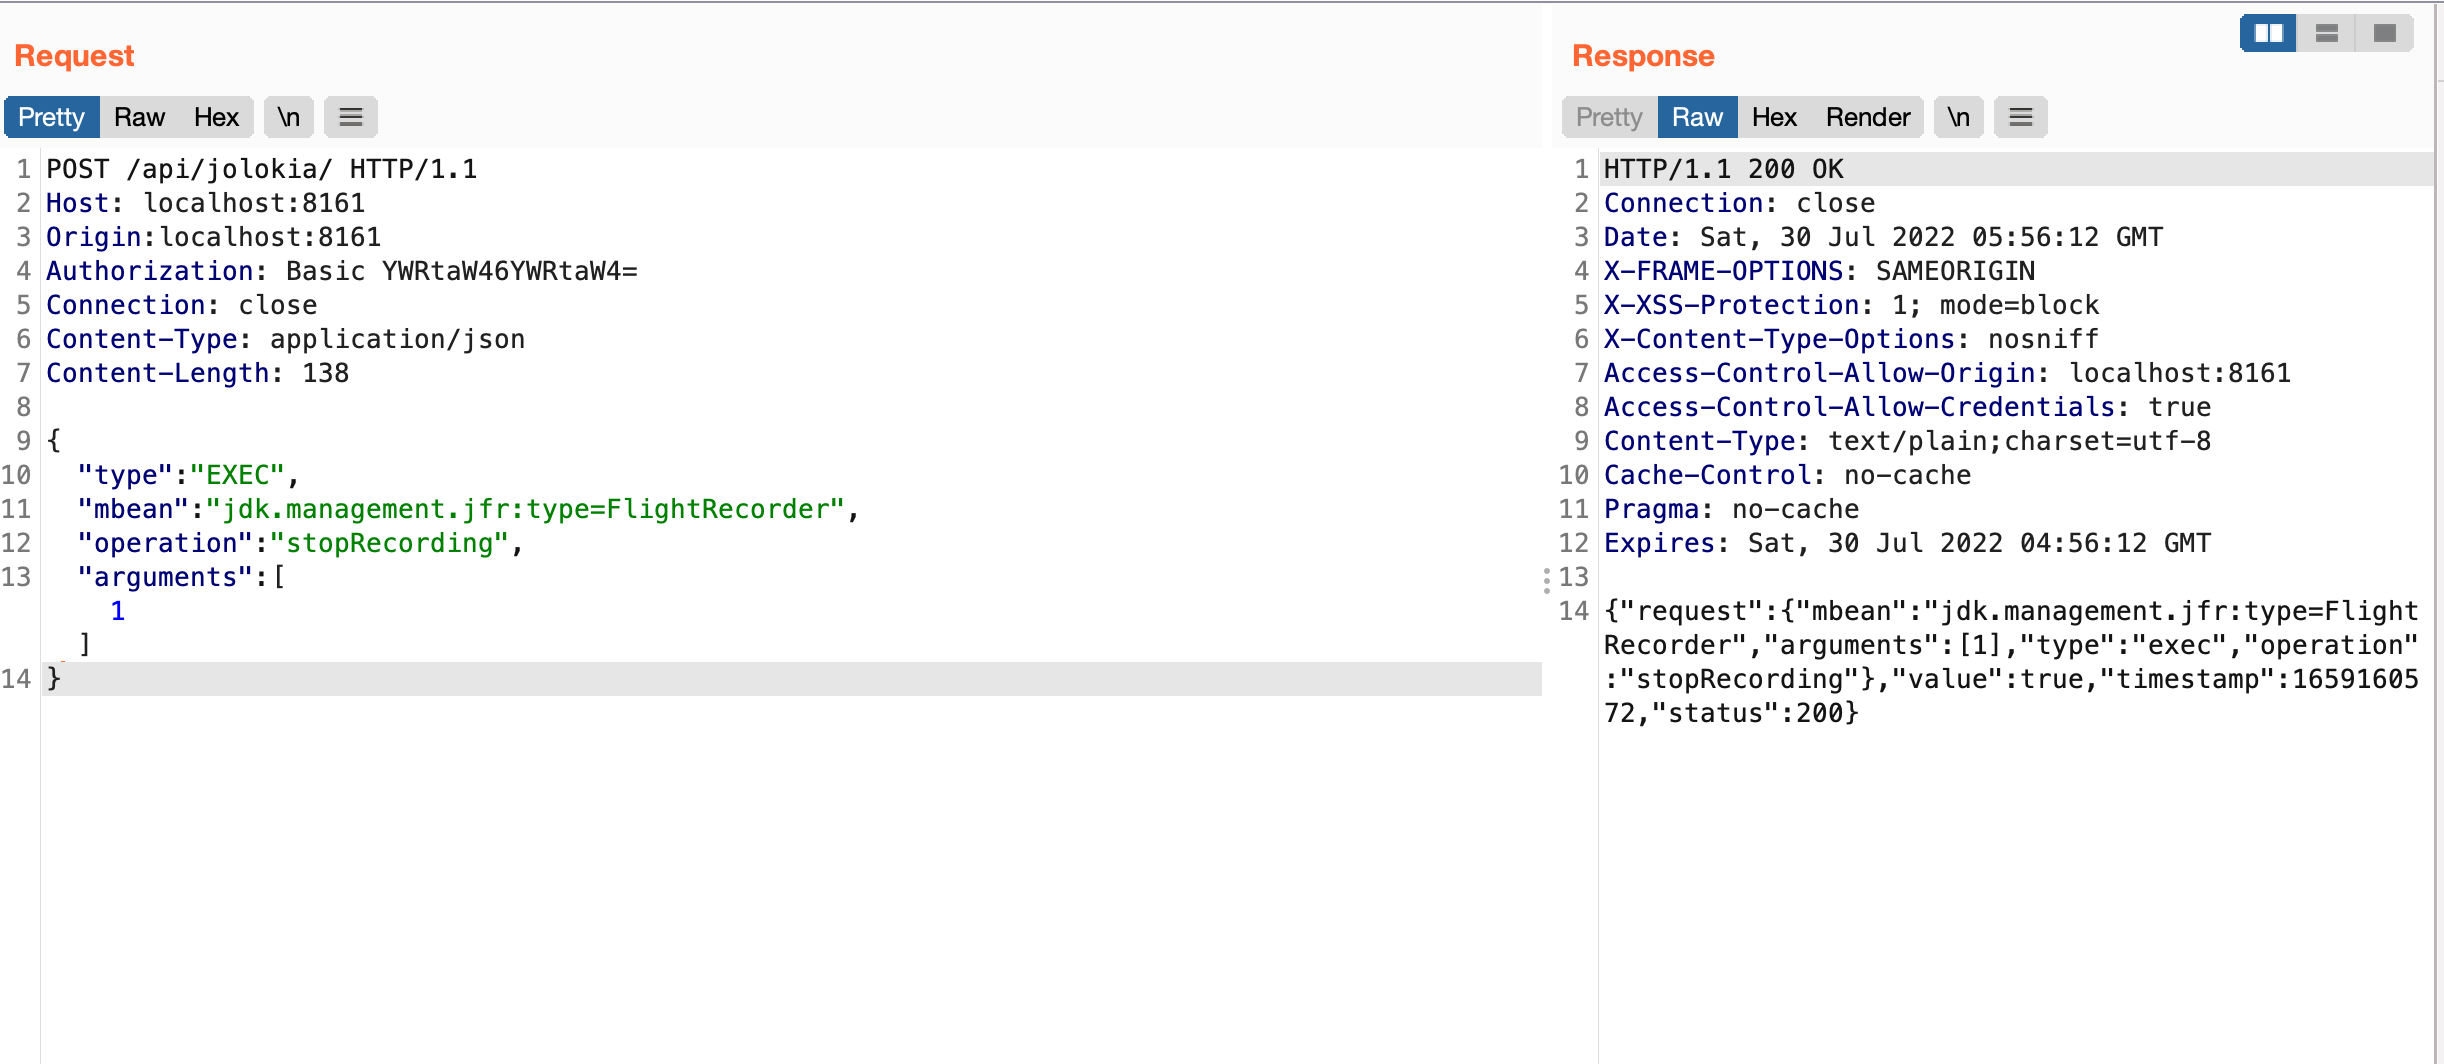 Request
Pretty Raw Hex \n
1 POST /api/jolokia/ HTTP/1.1
2 Host: localhost:8161
3 Origin:localhost:8161
4 Authorization: Basic YWRtaW46YWRtaW4=
5 Connection: close
6 Content-Type: application/json
7 Content-Length: 138
8
9 {
10 "type":"EXEC",
11 "mbean":"jdk.management.jfr:type=FlightRecorder",
12 "operation":"stopRecording",
13 "arguments":[
1
]
14 }
Response
Pretty Raw Hex Render \n
1 HTTP/1.1 200 OK
2 Connection: close
3 Date: Sat, 30 Jul 2022 05:56:12 GMT
4 X-FRAME-OPTIONS: SAMEORIGIN
5 X-XSS-Protection: 1; mode=block
6 X-Content-Type-Options: nosniff
7 Access-Control-Allow-Origin: localhost:8161
8 Access-Control-Allow-Credentials: true
9 Content-Type: text/plain;charset=utf-8
10 Cache-Control: no-cache
11 Pragma: no-cache
12 Expires: Sat, 30 Jul 2022 04:56:12 GMT
13
14 {"request":{"mbean":"jdk.management.jfr:type=Flight
Recorder","arguments":[1],"type":"exec","operation"
:"stopRecording"},"value":true,"timestamp":16591605
72,"status":200}